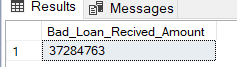 Results Messages
Bad_Loan_Recived_Amount
1 37284763